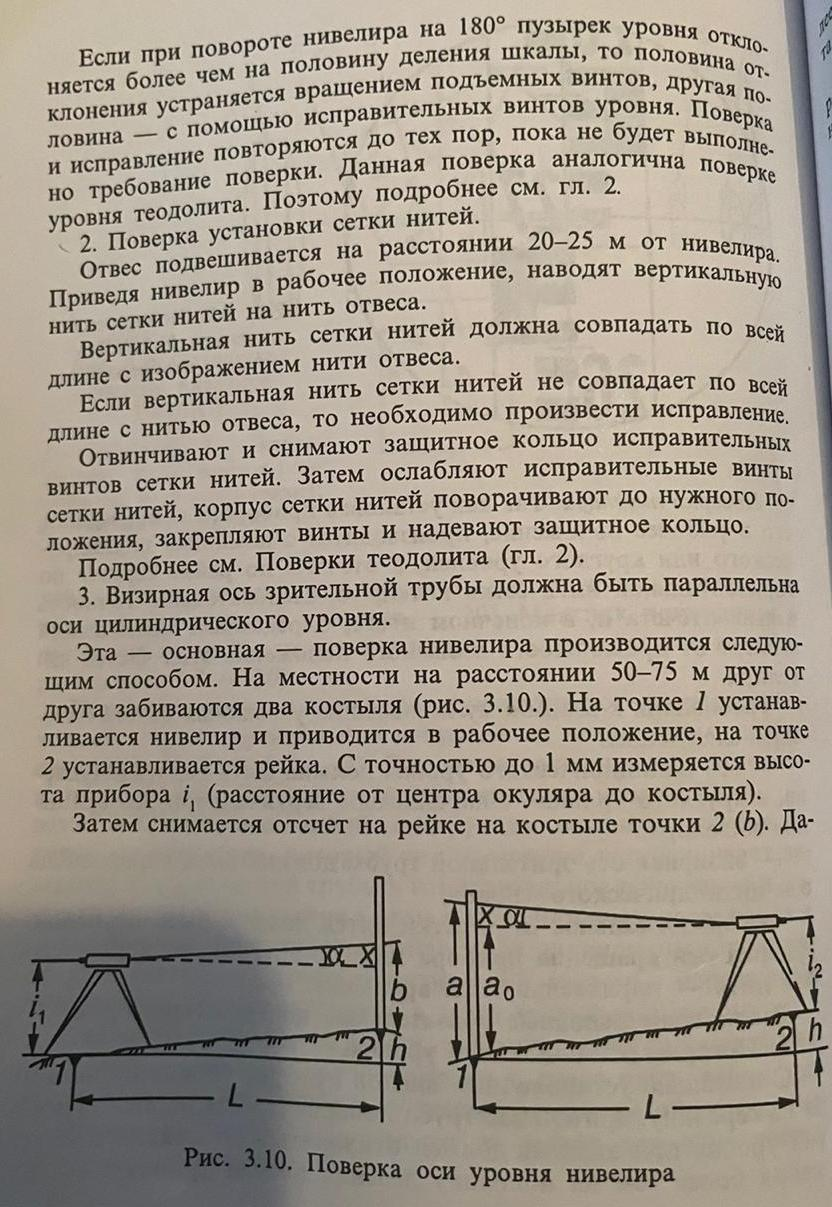 Если при повороте нивелира на 180° пузырек уровня откло-
няется более чем на половину деления шкалы, то половина от-
клонения устраняется вращением подъемных винтов, другая по-
ловина — с помощью исправительных винтов уровня. Поверка
и исправление повторяются до тех пор, пока не будет выполне-
но требование поверки. Данная поверка аналогична поверке
уровня теодолита. Поэтому подробнее см. гл. 2.
2. Поверка установки сетки нитей.
Отвес подвешивается на расстоянии 20–25 м от нивелира.
Приведя нивелир в рабочее положение, наводят вертикальную
нить сетки нитей на нить отвеса.
Вертикальная нить сетки нитей должна совпадать по всей
длине с изображением нити отвеса.
Если вертикальная нить сетки нитей не совпадает по всей
длине с нитью отвеса, то необходимо произвести исправление.
Отвинчивают и снимают защитное кольцо исправительных
винтов сетки нитей. Затем ослабляют исправительные винты
сетки нитей, корпус сетки нитей поворачивают до нужного по-
ложения, закрепляют винты и надевают защитное кольцо.
Подробнее см. Поверки теодолита (гл. 2).
3. Визирная ось зрительной трубы должна быть параллельна
оси цилиндрического уровня.
Эта — основная — поверка нивелира производится следую-
щим способом. На местности на расстоянии 50–75 м друг от
друга забиваются два костыля (рис. 3.10.). На точке 1 устанав-
ливается нивелир и приводится в рабочее положение, на точке
2 устанавливается рейка. С точностью до 1 мм измеряется высо-
та прибора i₁ (расстояние от центра окуляра до костыля).
Затем снимается отсчет на рейке на костыле точки 2 (b). Да-
i₁ α x b 1 2 h L
x α a a₀ i₂ 1 2 h L
Рис. 3.10. Поверка оси уровня нивелира